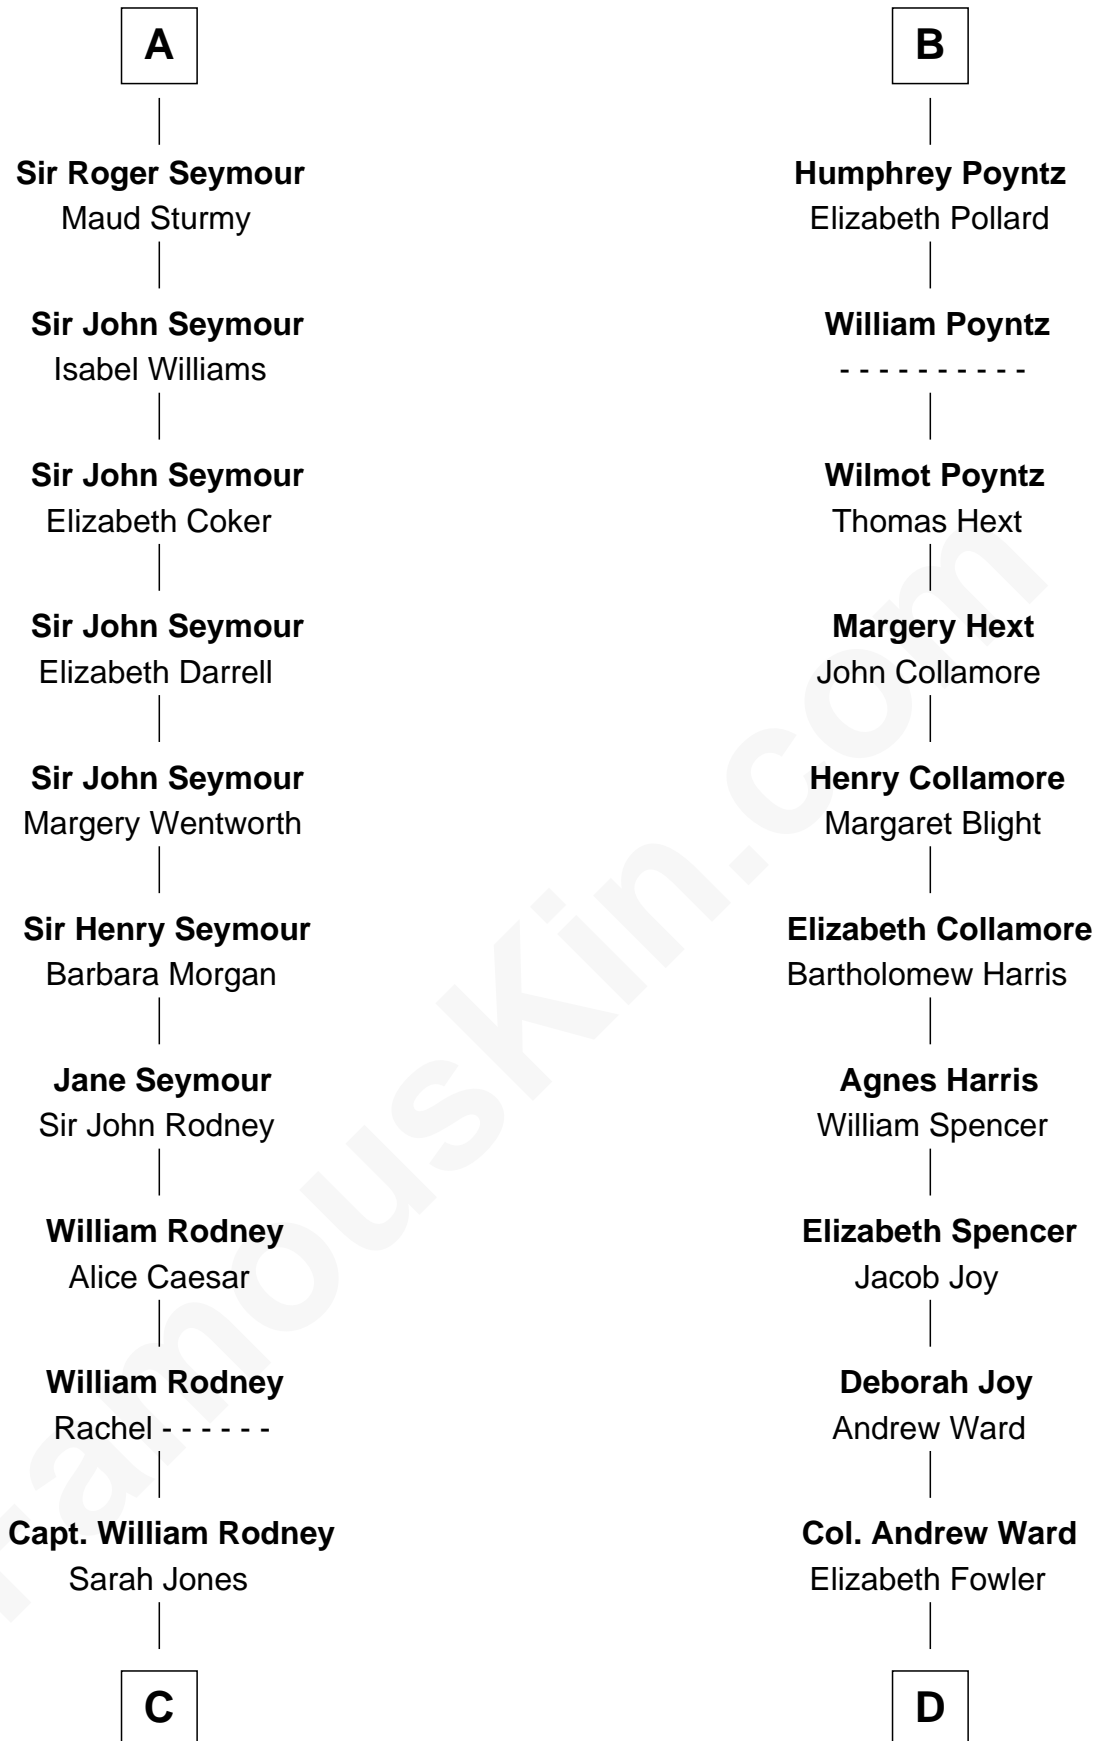 A
Sir Roger Seymour
Maud Sturmy
Sir John Seymour
Isabel Williams
Sir John Seymour
Elizabeth Coker
Sir John Seymour
Elizabeth Darrell
Sir John Seymour
Margery Wentworth
Sir Henry Seymour
Barbara Morgan
Jane Seymour
Sir John Rodney
William Rodney
Alice Caesar
William Rodney
Rachel - - - - - -
Capt. William Rodney
Sarah Jones
C
B
Humphrey Poyntz
Elizabeth Pollard
William Poyntz
- - - - - - - - - -
Wilmot Poyntz
Thomas Hext
Margery Hext
John Collamore
Henry Collamore
Margaret Blight
Elizabeth Collamore
Bartholomew Harris
Agnes Harris
William Spencer
Elizabeth Spencer
Jacob Joy
Deborah Joy
Andrew Ward
Col. Andrew Ward
Elizabeth Fowler
D
FamousKin.com